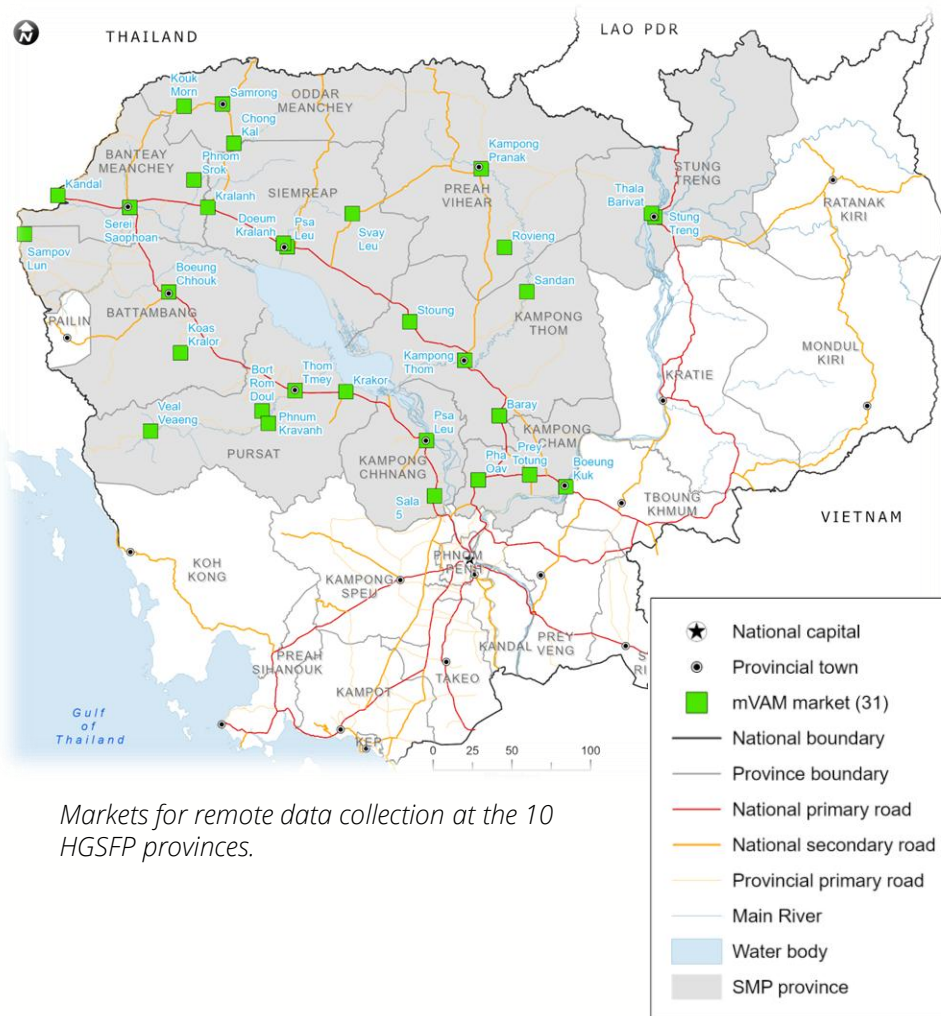 N
THAILAND
LAO PDR
Kouk
Morn
Samrong
ODDAR
MEANCHEY
Chong
Kal
BANTEAY
MEANCHEY
Phnom
Srok
Kampong
Pranak
STUNG
TRENG
Kandal
Kralanh
SIEMREAP
PREAH
VIHEAR
Thala
Barivat
RATANAK
KIRI
Serei
Saophoan
Doeum
Kralanh
Psa
Leu
Svay
Leu
Stung
Treng
Sampov
Lun
Rovieng
Boeung
Chhouk
Sandan
BATTAMBANG
Stoung
KAMPONG
THOM
PAILIN
Koas
Kralor
Kampong
Thom
MONDUL
KIRI
Bort
Rom
Doul
Thom
Tmey
Krakor
KRATIE
Veal
Veaeng
Phnum
Kravanh
Psa
Leu
Baray
KAMPONG
CHAM
PURSAT
KAMPONG
CHHNANG
Pha
Oav
Prey
Totung
Boeung
Kuk
Sala
5
TBOUNG
KHMUM
VIETNAM
KOH
KONG
PHNOM
PENH
KAMPONG
SPEU
PREAH
SIHANOUK
KANDAL
PREY
VENG
S
RI
KAMPOT
TAKEO
Gulf
of
Thailand
KEP
0 25 50 100
Markets for remote data collection at the 10
HGSFP provinces.
National capital
Provincial town
mVAM market (31)
National boundary
Province boundary
National primary road
National secondary road
Provincial primary road
Main River
Water body
SMP province